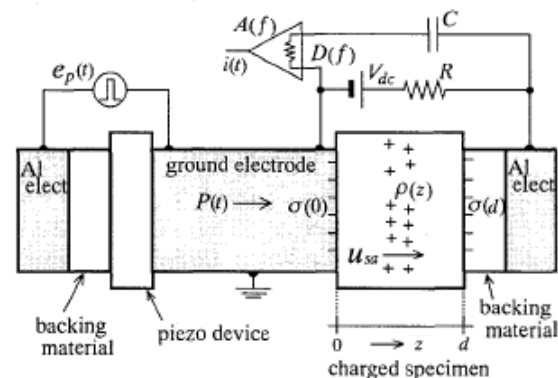 A(f)
C
D(f)
i(t)
e_p(t)
V_dc
R
Al
elect
ground electrode
P(t)
σ(0)
ρ(z)
σ(d)
u_sa
Al
elect
backing
material
piezo device
0
z
d
backing
material
charged specimen